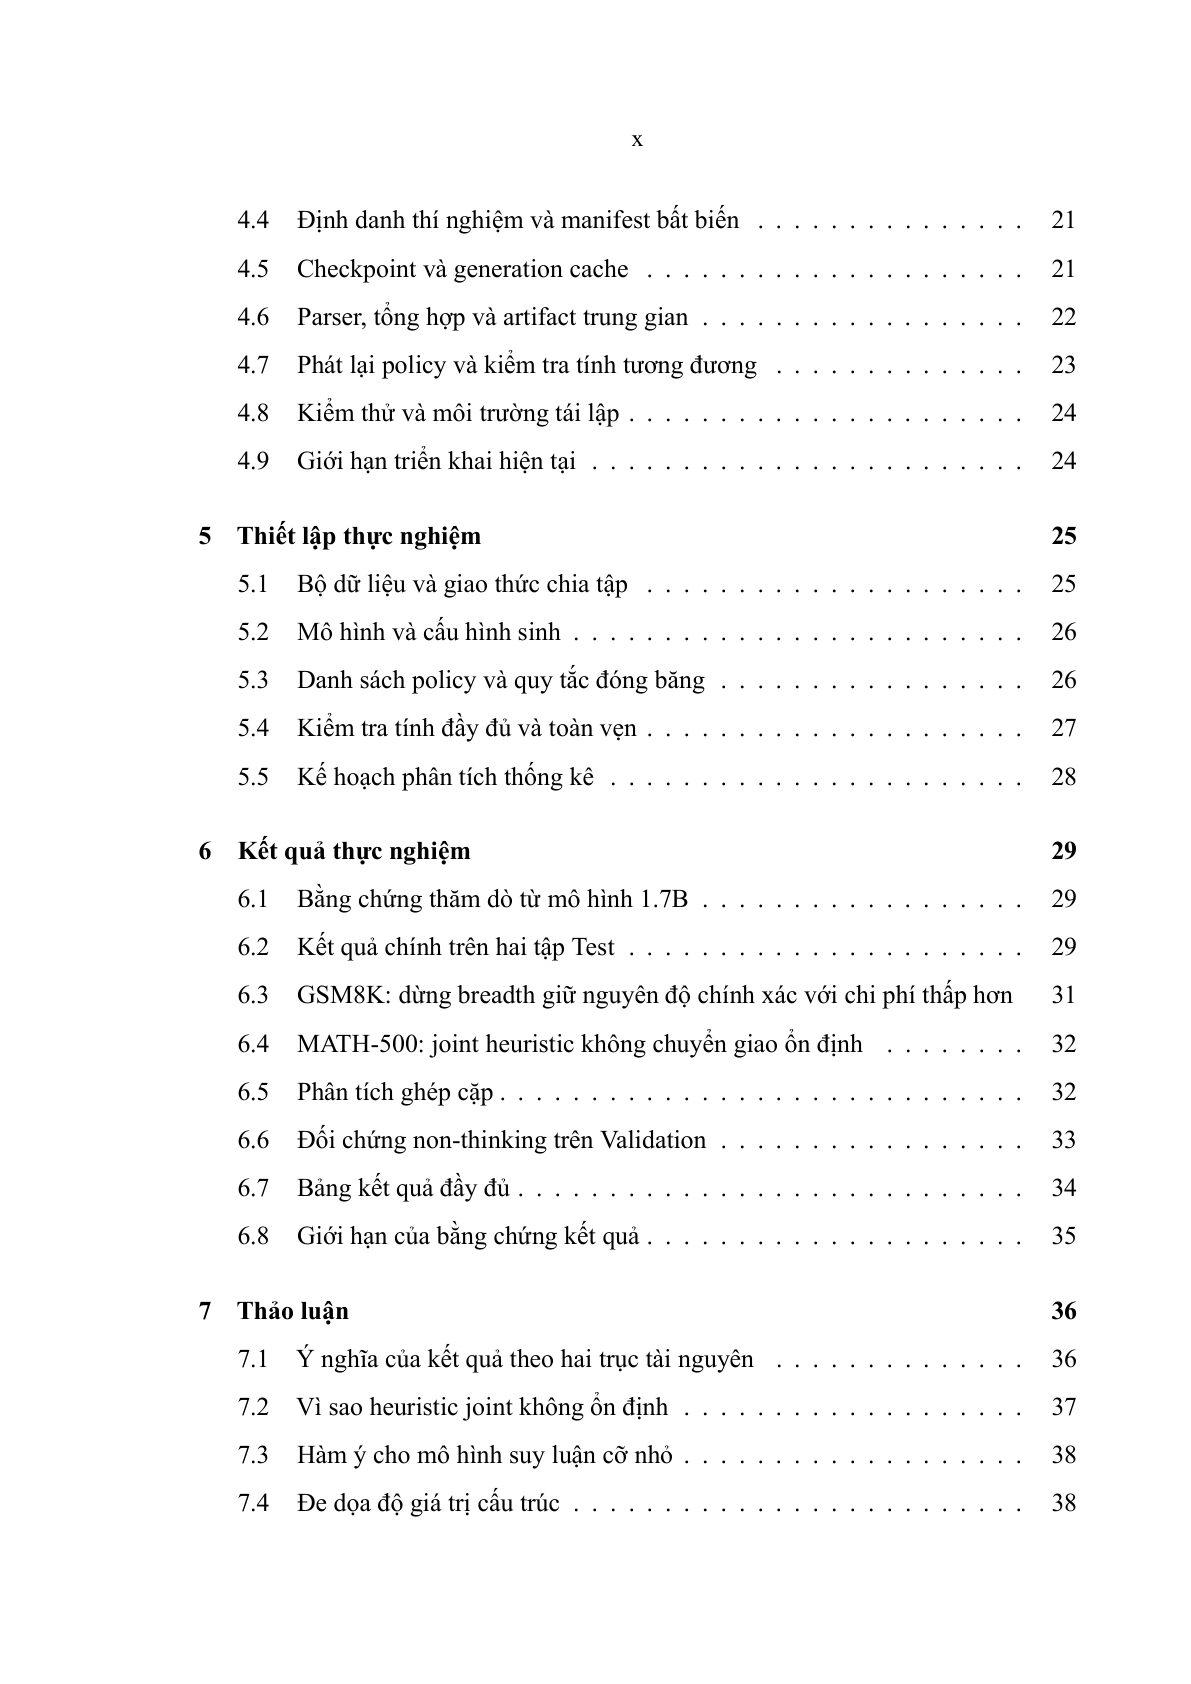 x
4.4 Định danh thí nghiệm và manifest bất biến . . . . . . . . . . . . . . . 21
4.5 Checkpoint và generation cache . . . . . . . . . . . . . . . . . . . . . 21
4.6 Parser, tổng hợp và artifact trung gian . . . . . . . . . . . . . . . . . . 22
4.7 Phát lại policy và kiểm tra tính tương đương . . . . . . . . . . . . . . 23
4.8 Kiểm thử và môi trường tái lập . . . . . . . . . . . . . . . . . . . . . . 24
4.9 Giới hạn triển khai hiện tại . . . . . . . . . . . . . . . . . . . . . . . . 24
5 Thiết lập thực nghiệm 25
5.1 Bộ dữ liệu và giao thức chia tập . . . . . . . . . . . . . . . . . . . . . 25
5.2 Mô hình và cấu hình sinh . . . . . . . . . . . . . . . . . . . . . . . . . 26
5.3 Danh sách policy và quy tắc đóng băng . . . . . . . . . . . . . . . . . 26
5.4 Kiểm tra tính đầy đủ và toàn vẹn . . . . . . . . . . . . . . . . . . . . . 27
5.5 Kế hoạch phân tích thống kê . . . . . . . . . . . . . . . . . . . . . . . 28
6 Kết quả thực nghiệm 29
6.1 Bằng chứng thăm dò từ mô hình 1.7B . . . . . . . . . . . . . . . . . . 29
6.2 Kết quả chính trên hai tập Test . . . . . . . . . . . . . . . . . . . . . . 29
6.3 GSM8K: dừng breadth giữ nguyên độ chính xác với chi phí thấp hơn 31
6.4 MATH-500: joint heuristic không chuyển giao ổn định . . . . . . . . 32
6.5 Phân tích ghép cặp . . . . . . . . . . . . . . . . . . . . . . . . . . . . . 32
6.6 Đối chứng non-thinking trên Validation . . . . . . . . . . . . . . . . . 33
6.7 Bảng kết quả đầy đủ . . . . . . . . . . . . . . . . . . . . . . . . . . . . 34
6.8 Giới hạn của bằng chứng kết quả . . . . . . . . . . . . . . . . . . . . . 35
7 Thảo luận 36
7.1 Ý nghĩa của kết quả theo hai trục tài nguyên . . . . . . . . . . . . . . 36
7.2 Vì sao heuristic joint không ổn định . . . . . . . . . . . . . . . . . . . 37
7.3 Hàm ý cho mô hình suy luận cỡ nhỏ . . . . . . . . . . . . . . . . . . . 38
7.4 Đe dọa độ giá trị cấu trúc . . . . . . . . . . . . . . . . . . . . . . . . . 38